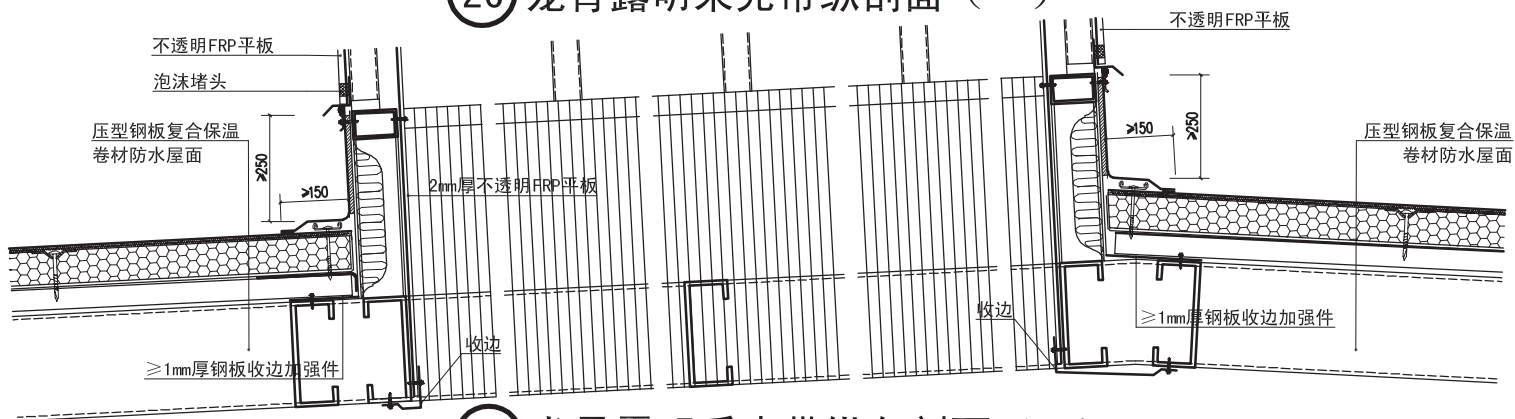 不透明FRP平板
不透明FRP平板
泡沫堵头
压型钢板复合保温
卷材防水屋面
≥250
≥150
2mm厚不透明FRP平板
≥150
≥250
压型钢板复合保温
卷材防水屋面
收边
≥1mm厚钢板收边加强件
收边
≥1mm厚钢板收边加强件